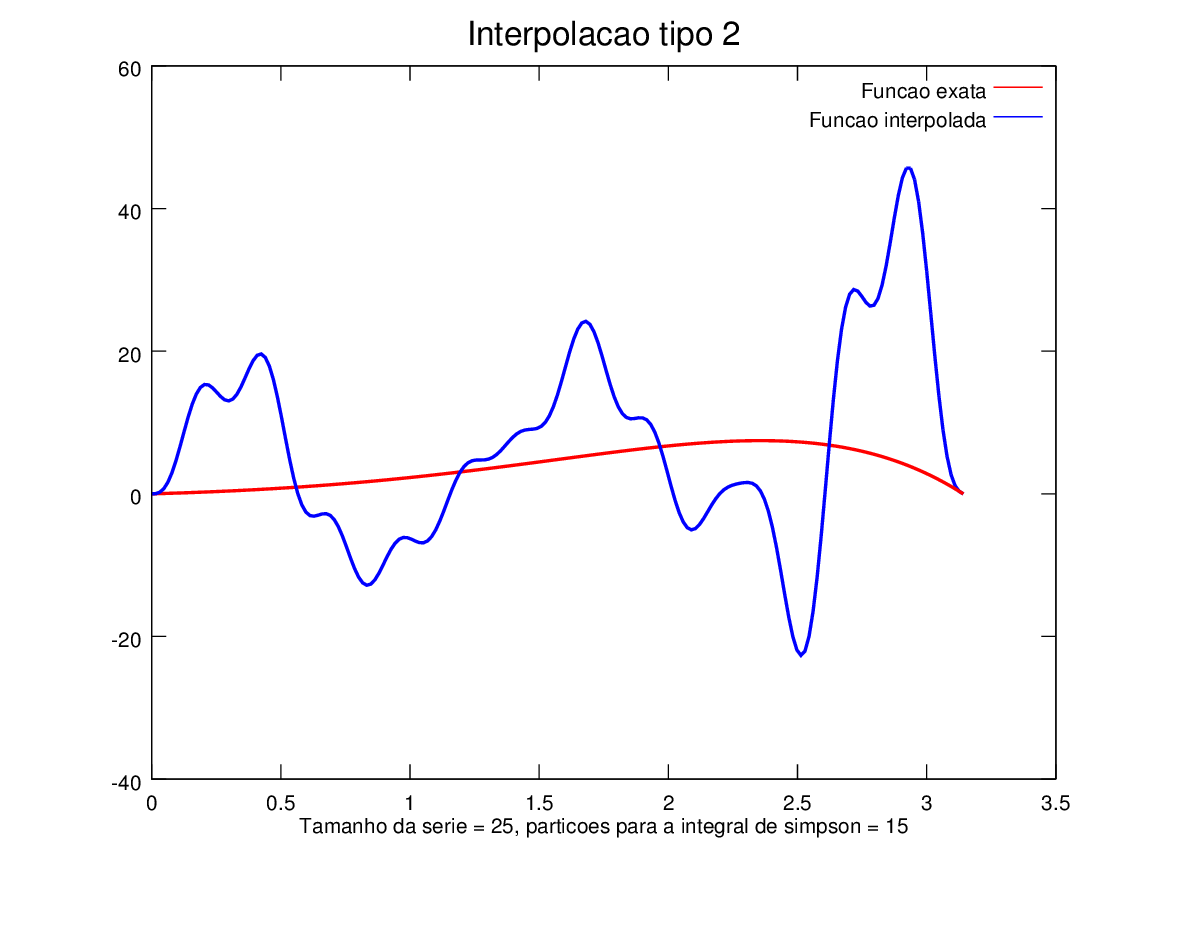 Interpolacao tipo 2
60
Funcao exata
Funcao interpolada
40
20
0
-20
-40
0 0.5 1 1.5 2 2.5 3 3.5
Tamanho da serie = 25, particoes para a integral de simpson = 15